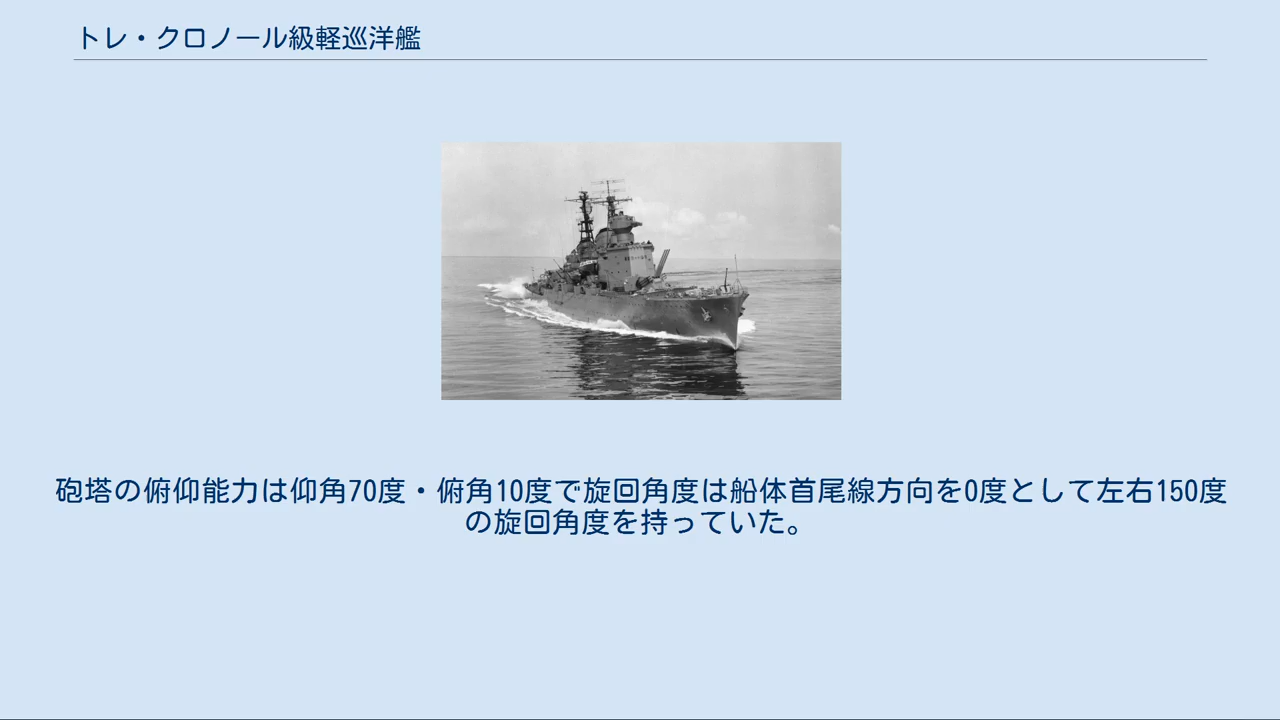 トレ・クロノール級軽巡洋艦
砲塔の俯仰能力は仰角70度・俯角10度で旋回角度は船体首尾線方向を0度として左右150度
の旋回角度を持っていた。